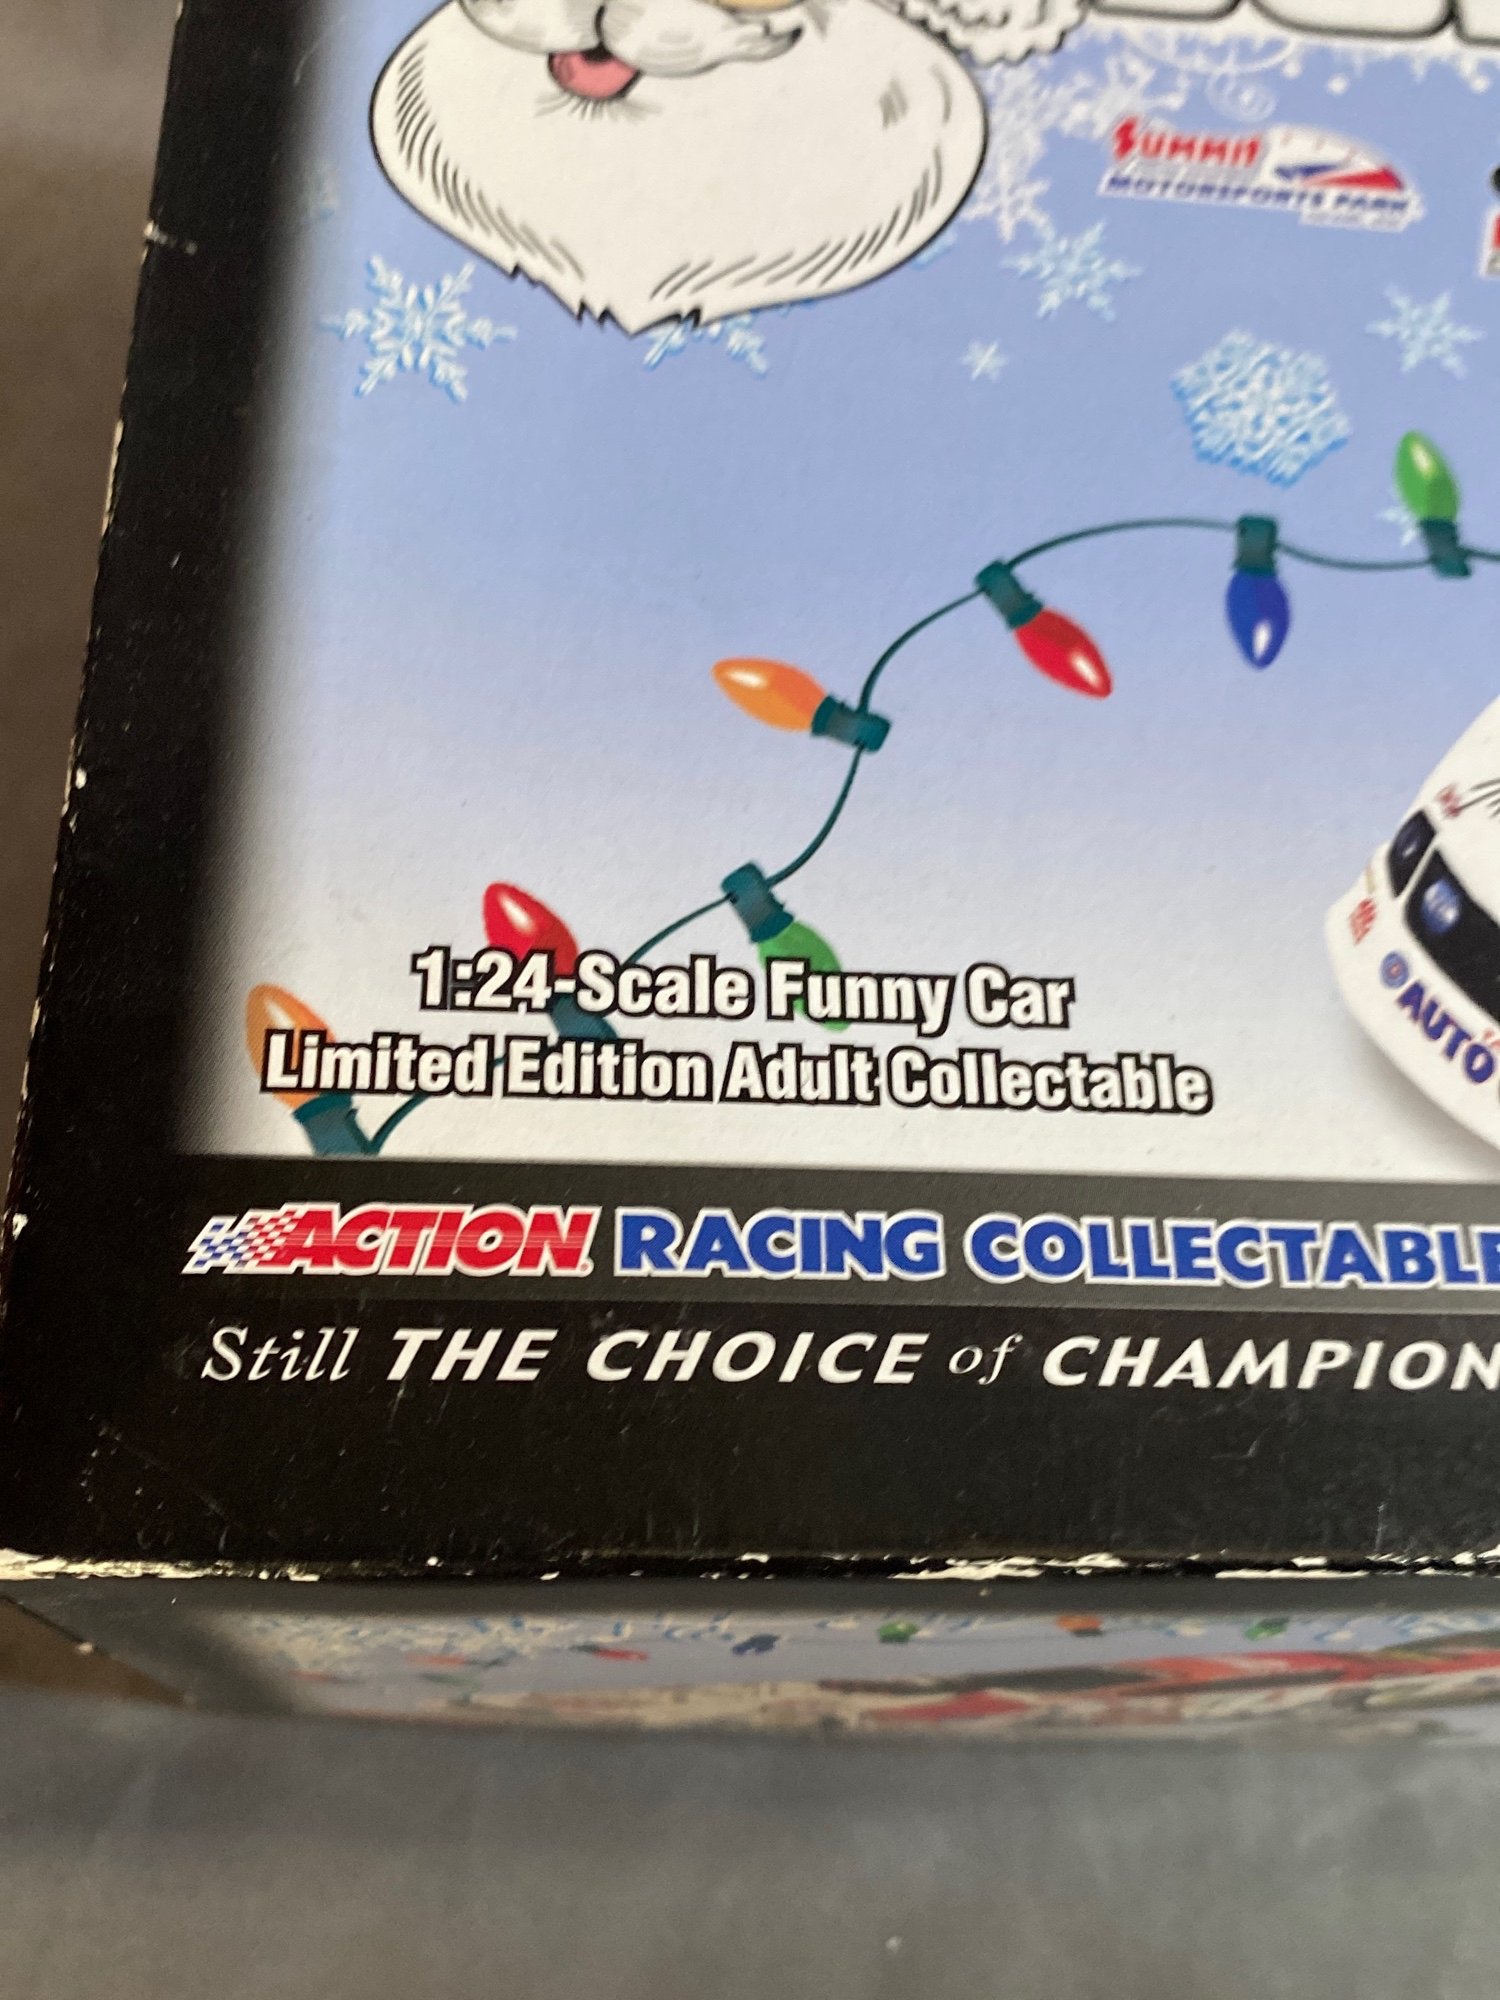 SUMMIT
MOTORSPORTS PARK
AUTO
1:24-Scale Funny Car
Limited Edition Adult Collectable
ACTION RACING COLLECTABLE
Still THE CHOICE of CHAMPION